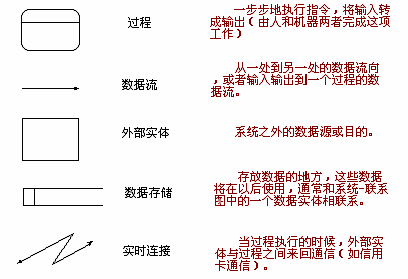 过程
一步步地执行指令，将输入转
成输出（由人和机器两者完成这项
工作）
数据流
从一处到另一处的数据流向
，或者输入输出到一个过程的数
据流。
外部实体
系统之外的数据源或目的。
数据存储
存放数据的地方，这些数据
将在以后使用，通常和系统-联系
图中的一个数据实体相联系。
实时连接
当过程执行的时候，外部实
体与过程之间来回通信（如信用
卡通信）。